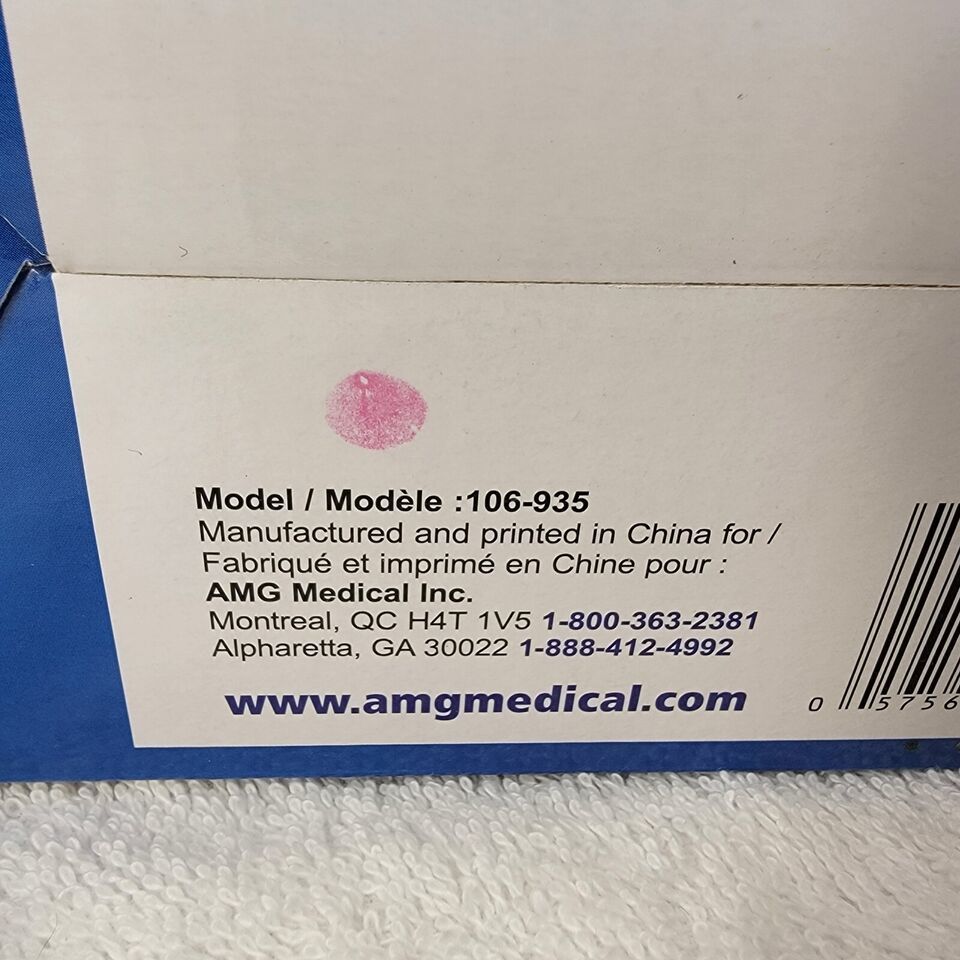 Model / Modèle :106-935
Manufactured and printed in China for /
Fabriqué et imprimé en Chine pour :
AMG Medical Inc.
Montreal, QC H4T 1V5 1-800-363-2381
Alpharetta, GA 30022 1-888-412-4992
www.amgmedical.com
0 5756